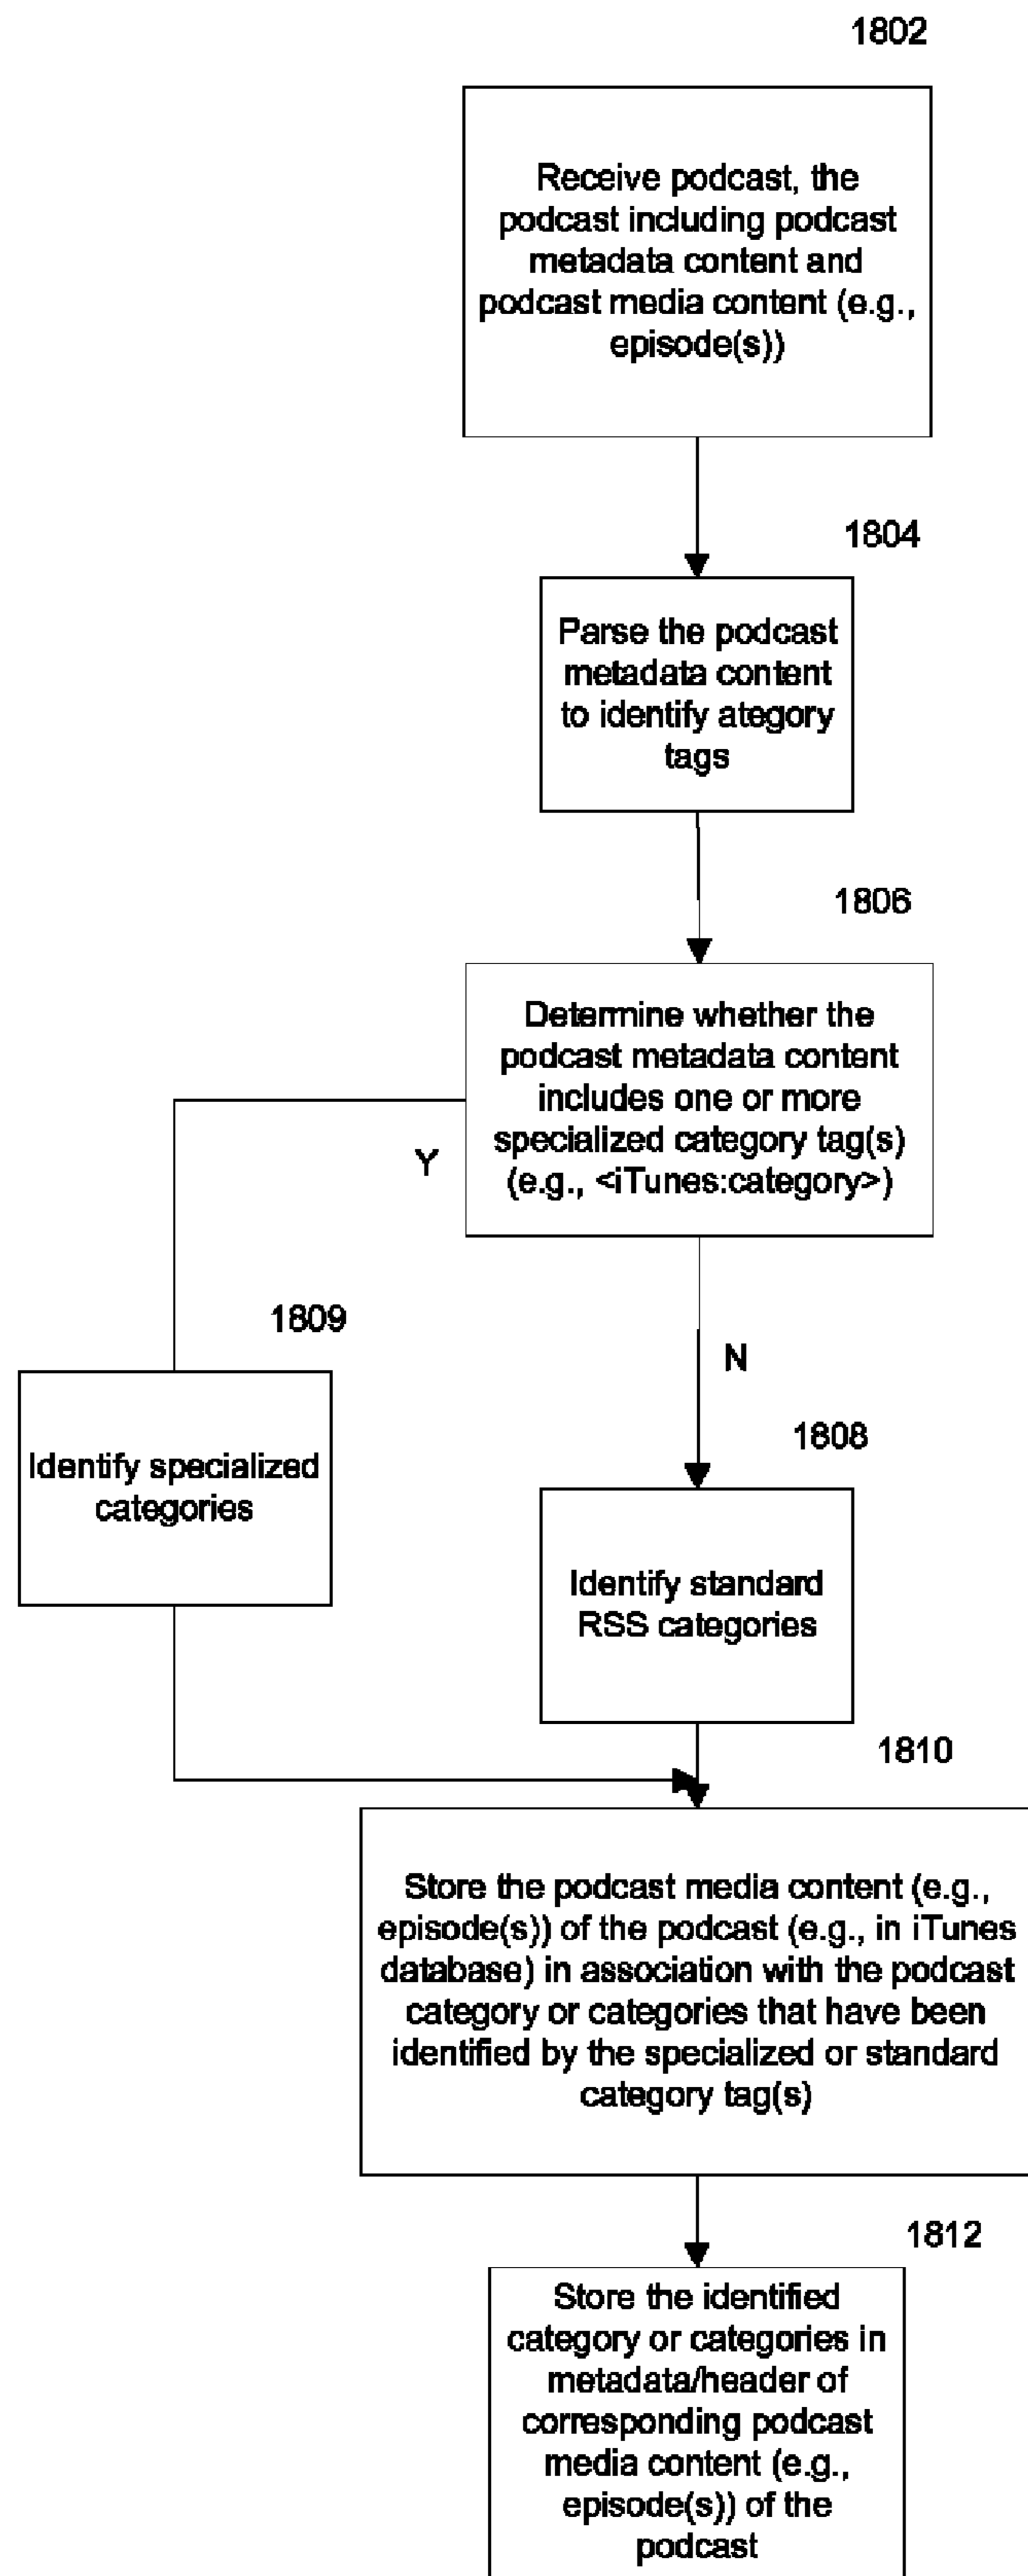 1802
Receive podcast, the
podcast including podcast
metadata content and
podcast media content (e.g.,
episode(s))
1804
Parse the podcast
metadata content
to identify ategory
tags
1806
Determine whether the
podcast metadata content
includes one or more
specialized category tag(s)
(e.g., <iTunes:category>)
Y
1809
Identify specialized
categories
N
1808
Identify standard
RSS categories
1810
Store the podcast media content (e.g.,
episode(s)) of the podcast (e.g., in iTunes
database) in association with the podcast
category or categories that have been
identified by the specialized or standard
category tag(s)
1812
Store the identified
category or categories in
metadata/header of
corresponding podcast
media content (e.g.,
episode(s)) of the
podcast